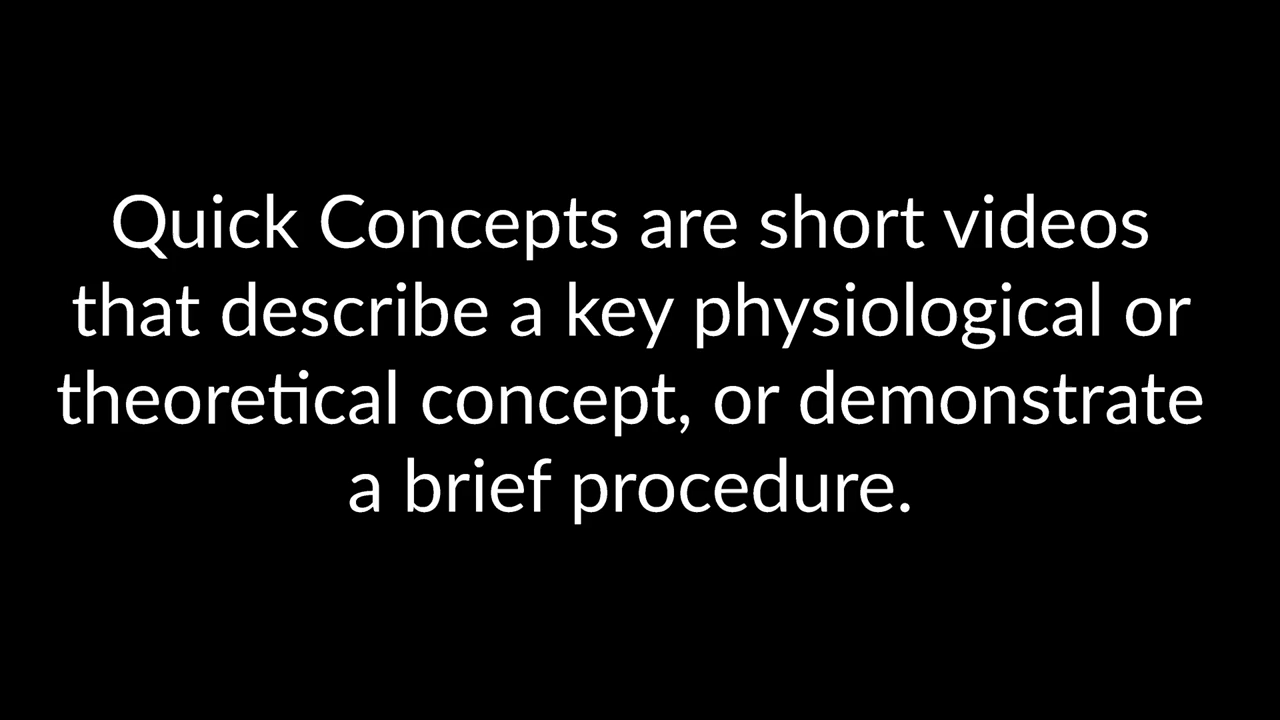 Quick Concepts are short videos
that describe a key physiological or
theoretical concept, or demonstrate
a brief procedure.